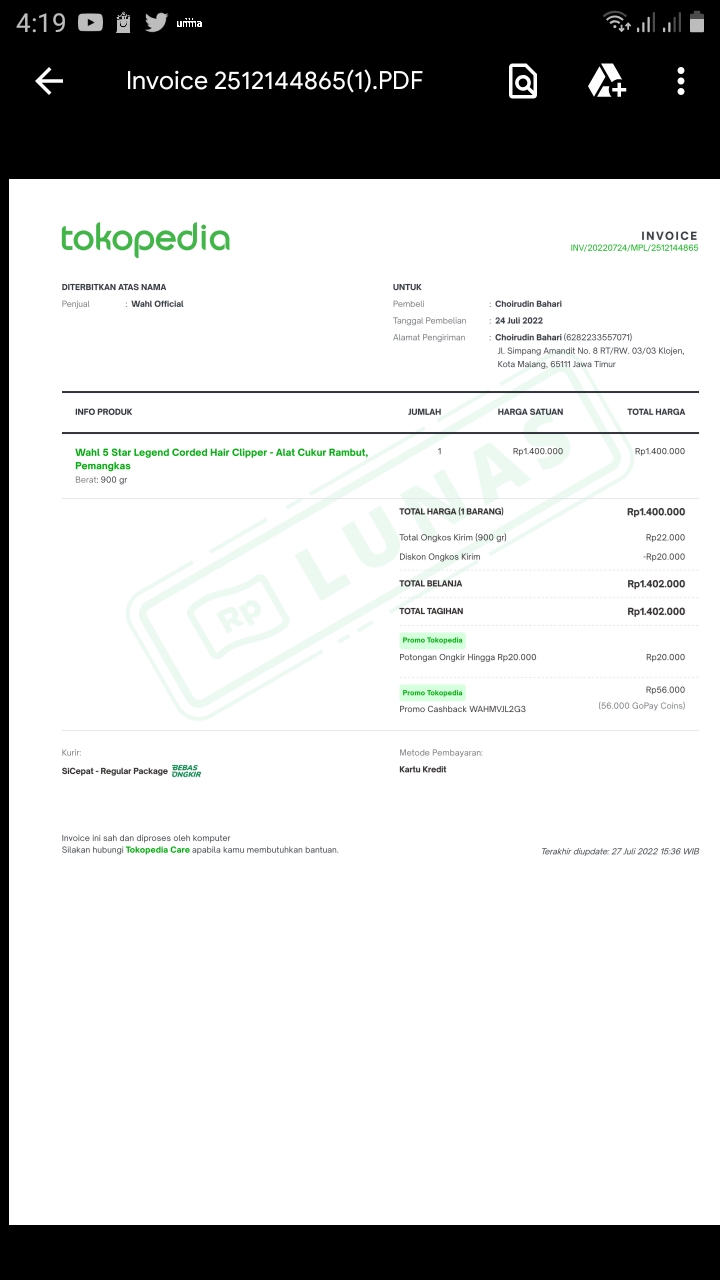 4:19
umma
Invoice 2512144865(1).PDF
tokopedia
INVOICE
INV/20220724/MPL/2512144865
DITERBITKAN ATAS NAMA
Penjual : Wahl Official
UNTUK
Pembeli : Choirudin Bahari
Tanggal Pembelian : 24 Juli 2022
Alamat Pengiriman : Choirudin Bahari (6282233557071)
Jl. Simpang Amandit No. 8 RT/RW. 03/03 Klojen,
Kota Malang, 65111 Jawa Timur
INFO PRODUK JUMLAH HARGA SATUAN TOTAL HARGA
Wahl 5 Star Legend Corded Hair Clipper - Alat Cukur Rambut, 1 Rp1.400.000 Rp1.400.000
Pemangkas
Berat: 900 gr
Rp LUNAS
TOTAL HARGA (1 BARANG) Rp1.400.000
Total Ongkos Kirim (900 gr) Rp22.000
Diskon Ongkos Kirim -Rp20.000
TOTAL BELANJA Rp1.402.000
TOTAL TAGIHAN Rp1.402.000
Promo Tokopedia
Potongan Ongkir Hingga Rp20.000 Rp20.000
Promo Tokopedia Rp56.000
Promo Cashback WAHMVJL2G3 (56.000 GoPay Coins)
Kurir:
SiCepat - Regular Package BEBAS ONGKIR
Metode Pembayaran:
Kartu Kredit
Invoice ini sah dan diproses oleh komputer
Silakan hubungi Tokopedia Care apabila kamu membutuhkan bantuan.
Terakhir diupdate: 27 Juli 2022 15:36 WIB